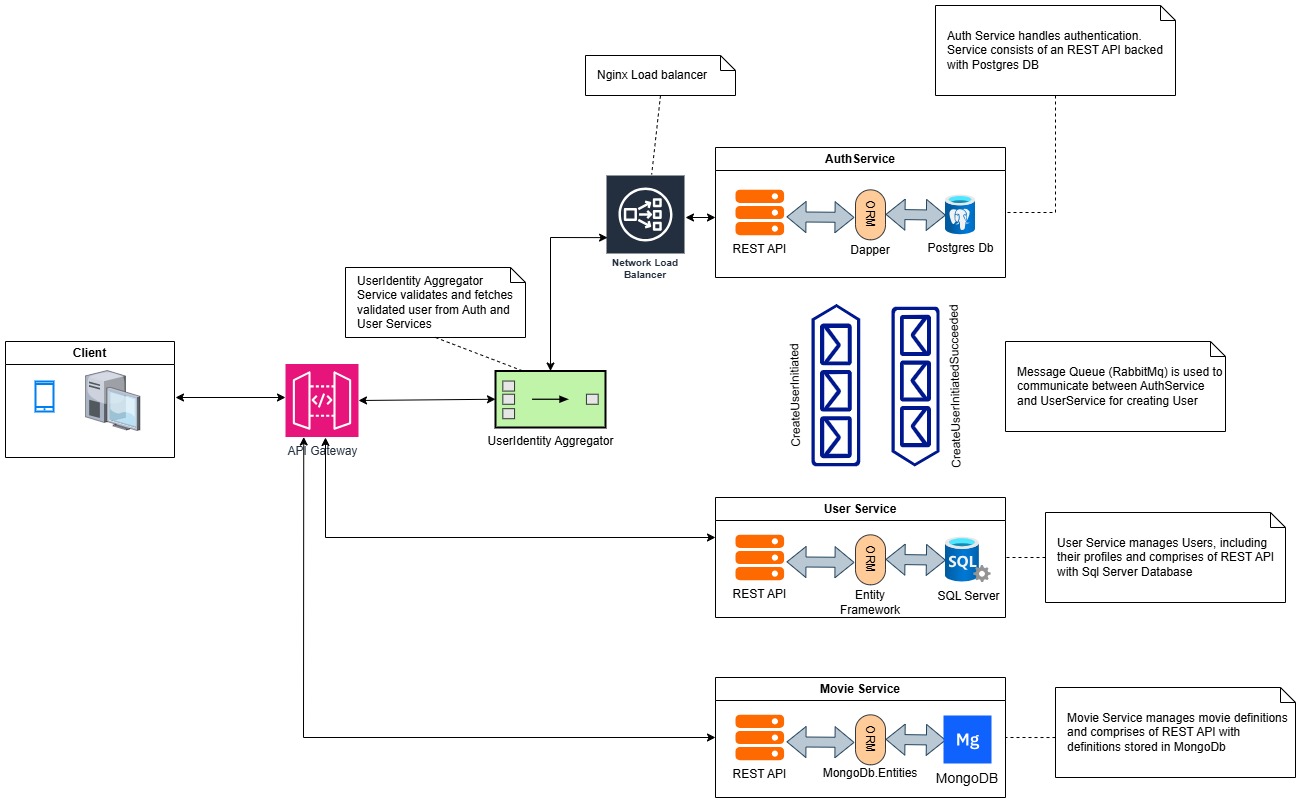 Auth Service handles authentication.
Service consists of an REST API backed
with Postgres DB
Nginx Load balancer
AuthService
REST API
ORM
Dapper
Postgres Db
Network Load
Balancer
UserIdentity Aggregator
Service validates and fetches
validated user from Auth and
User Services
Client
API Gateway
UserIdentity Aggregator
CreateUserInitiated
CreateUserInitiatedSucceeded
Message Queue (RabbitMq) is used to
communicate between AuthService
and UserService for creating User
User Service
REST API
ORM
Entity
Framework
SQL
SQL Server
User Service manages Users, including
their profiles and comprises of REST API
with Sql Server Database
Movie Service
REST API
ORM
MongoDb.Entities
Mg
MongoDB
Movie Service manages movie definitions
and comprises of REST API with
definitions stored in MongoDb